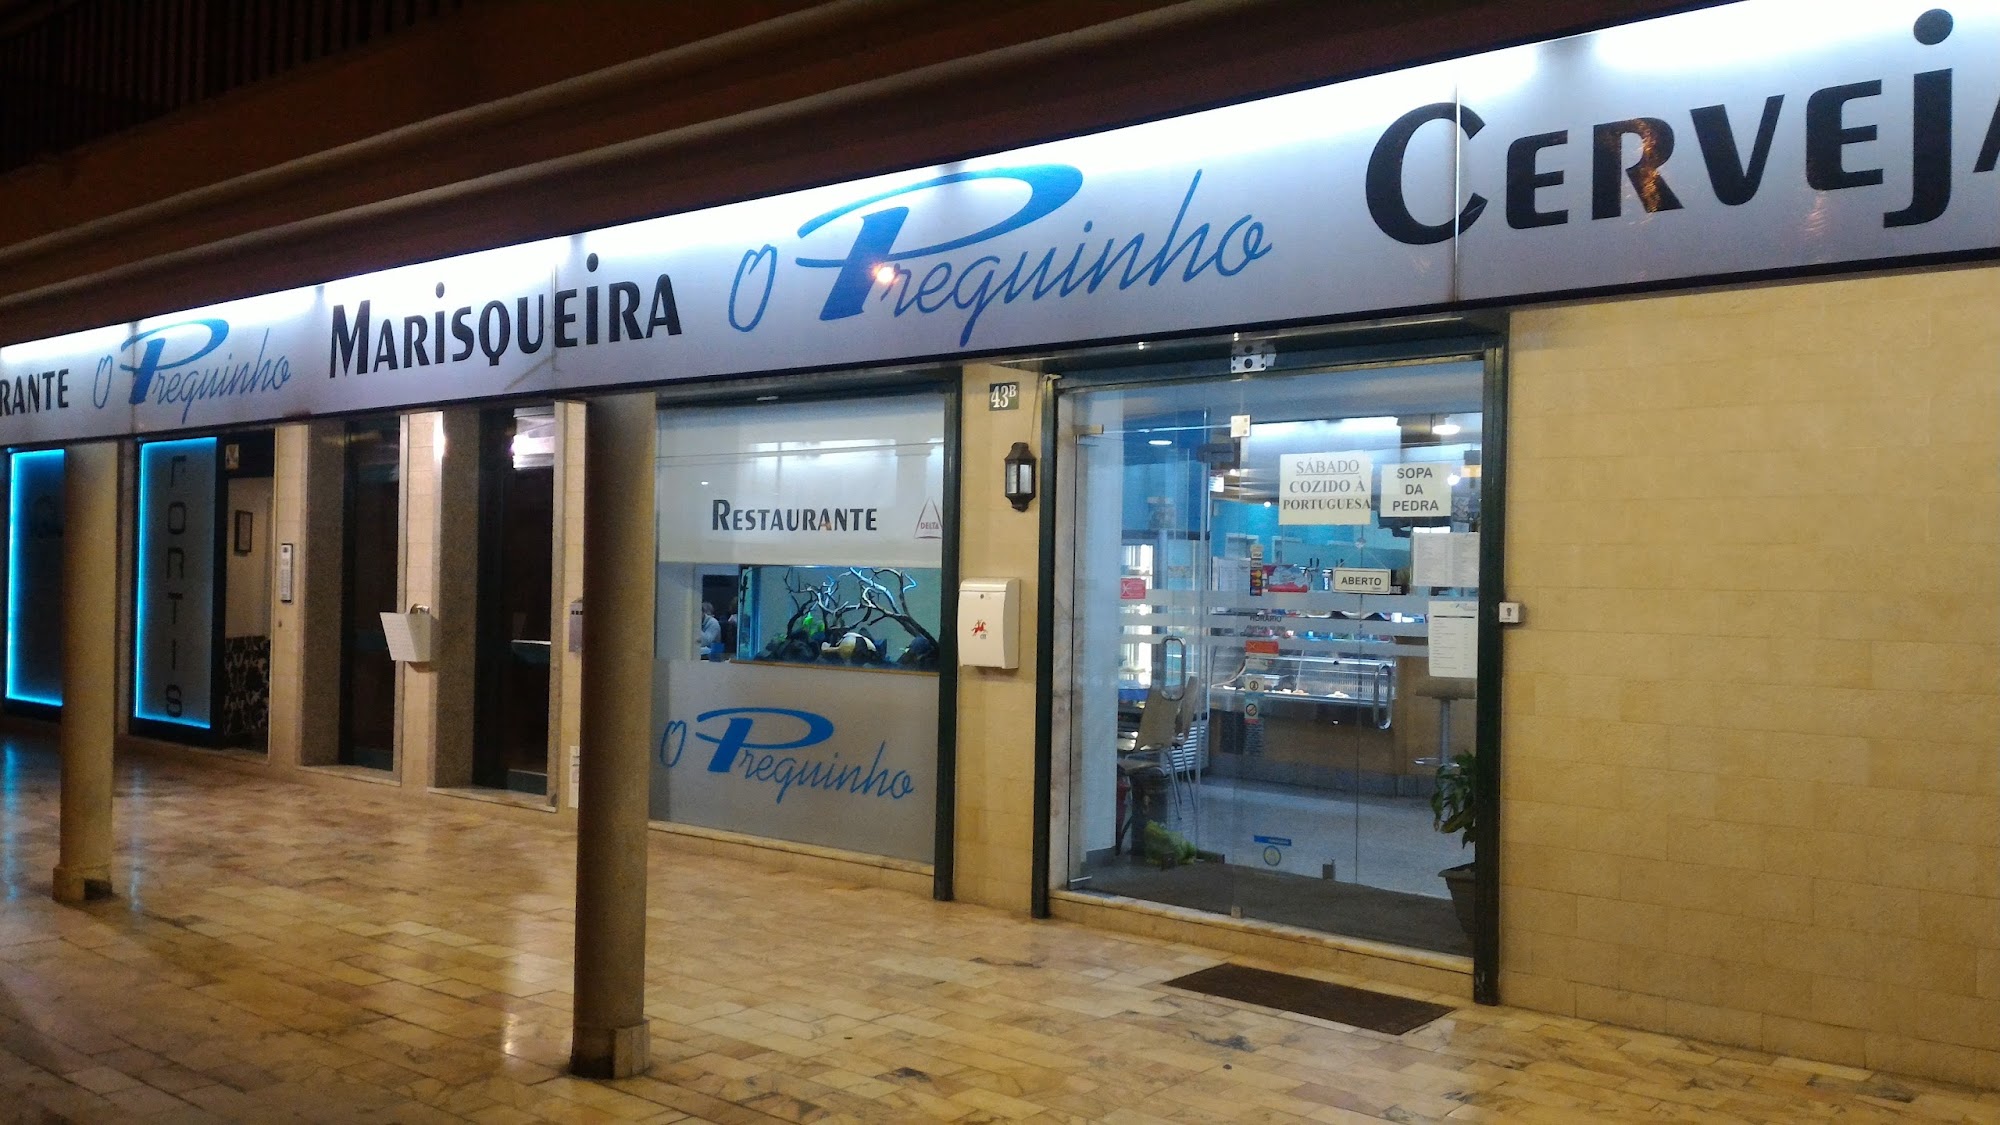 RANTE
O Preguinho
MARISQUEIRA
O Preguinho
CERVEJA
43B
RESTAURANTE
DELTA
O Preguinho
FORTIS
SÁBADO
COZIDO À
PORTUGUESA
SOPA
DA
PEDRA
ABERTO
HORÁRIO